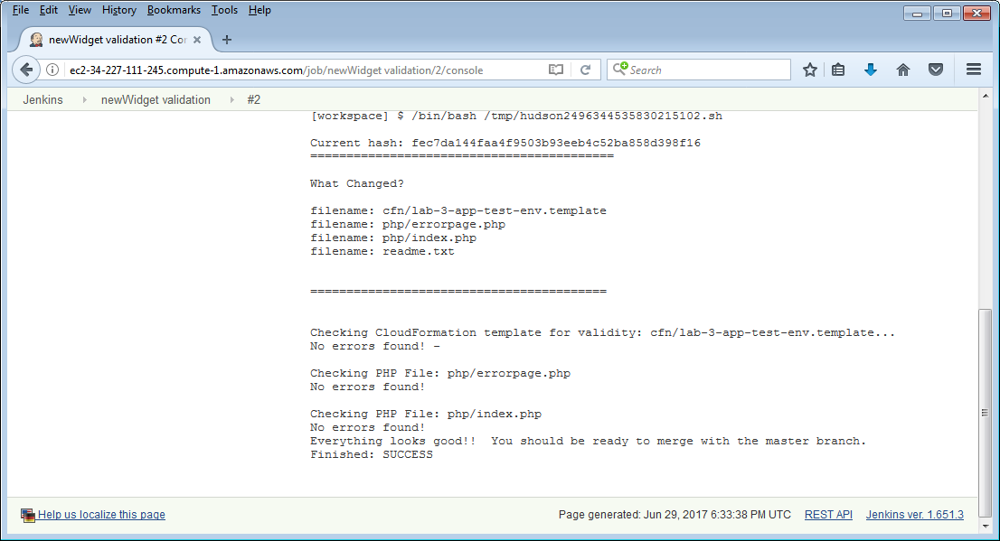 File Edit View History Bookmarks Tools Help
newWidget validation #2 Cor
ec2-34-227-111-245.compute-1.amazonaws.com/job/newWidget validation/2/console
Search
Jenkins newWidget validation #2
[workspace] $ /bin/bash /tmp/hudson2496344535830215102.sh
Current hash: fec7da144faa4f9503b93eeb4c52ba858d398f16
==========================================
What Changed?
filename: cfn/lab-3-app-test-env.template
filename: php/errorpage.php
filename: php/index.php
filename: readme.txt
=========================================
Checking CloudFormation template for validity: cfn/lab-3-app-test-env.template...
No errors found! -
Checking PHP File: php/errorpage.php
No errors found!
Checking PHP File: php/index.php
No errors found!
Everything looks good!!  You should be ready to merge with the master branch.
Finished: SUCCESS
Help us localize this page
Page generated: Jun 29, 2017 6:33:38 PM UTC REST API Jenkins ver. 1.651.3